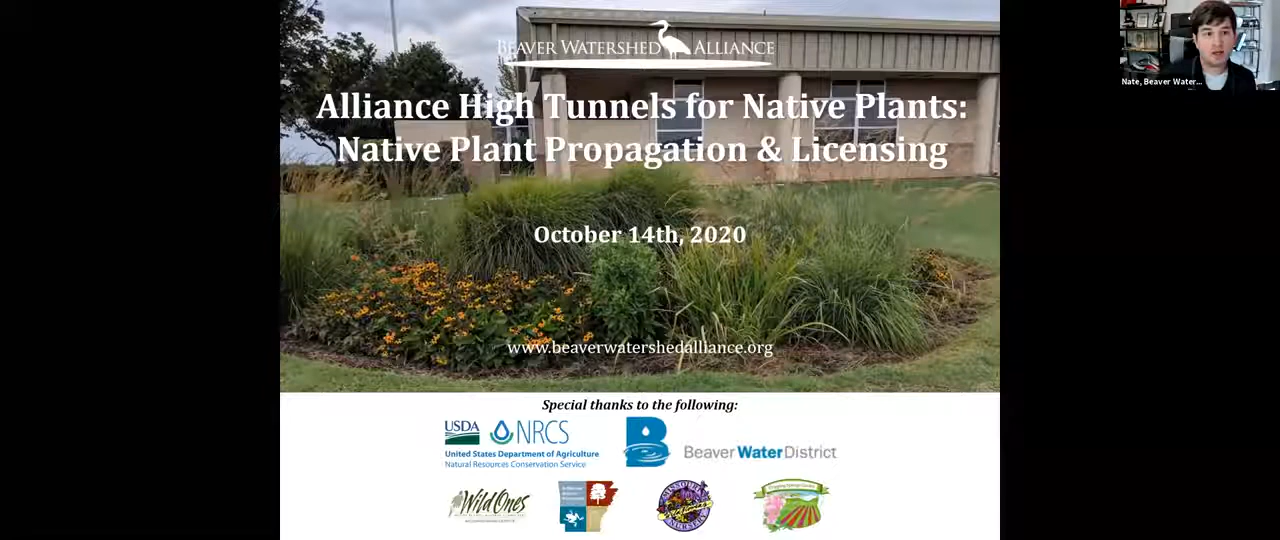 BEAVER WATERSHED ALLIANCE
Alliance High Tunnels for Native Plants:
Native Plant Propagation & Licensing
October 14th, 2020
www.beaverwatershedalliance.org
Special thanks to the following:
USDA NRCS
United States Department of Agriculture
Natural Resources Conservation Service
Beaver WaterDistrict
Wild Ones
Nate, Beaver Water...